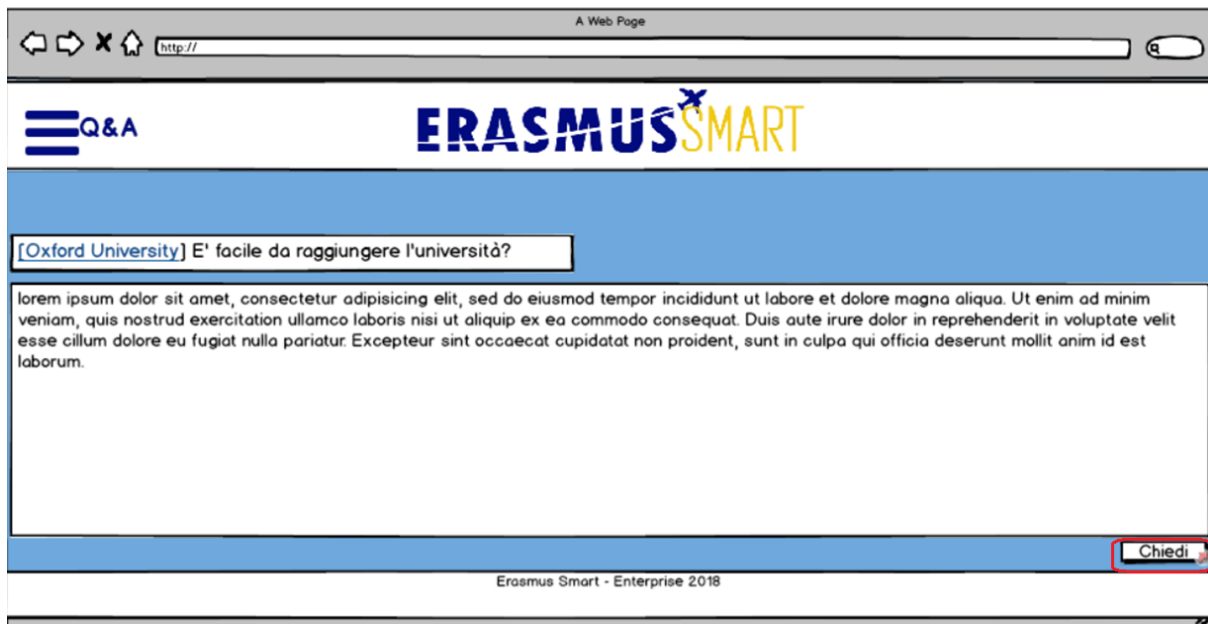 A Web Page
http://
Q&A
ERASMUS SMART
[Oxford University] E' facile da raggiungere l'università?
lorem ipsum dolor sit amet, consectetur adipisicing elit, sed do eiusmod tempor incididunt ut labore et dolore magna aliqua. Ut enim ad minim
veniam, quis nostrud exercitation ullamco laboris nisi ut aliquip ex ea commodo consequat. Duis aute irure dolor in reprehenderit in voluptate velit
esse cillum dolore eu fugiat nulla pariatur. Excepteur sint occaecat cupidatat non proident, sunt in culpa qui officia deserunt mollit anim id est
laborum.
Chiedi
Erasmus Smart - Enterprise 2018